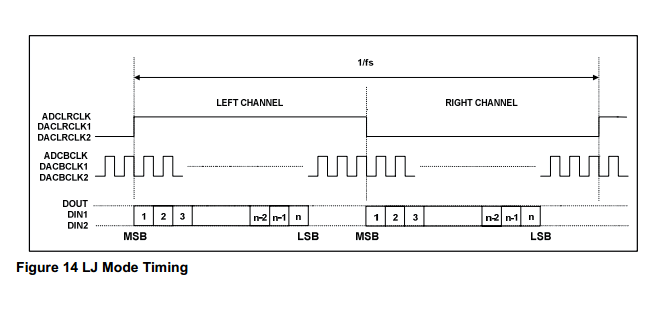 1/fs
LEFT CHANNEL RIGHT CHANNEL
ADCLRCLK
DACLRCLK1
DACLRCLK2
ADCBCLK
DACBCLK1
DACBCLK2
DOUT
DIN1
DIN2
1 2 3 n-2 n-1 n 1 2 3 n-2 n-1 n
MSB LSB MSB LSB
Figure 14 LJ Mode Timing